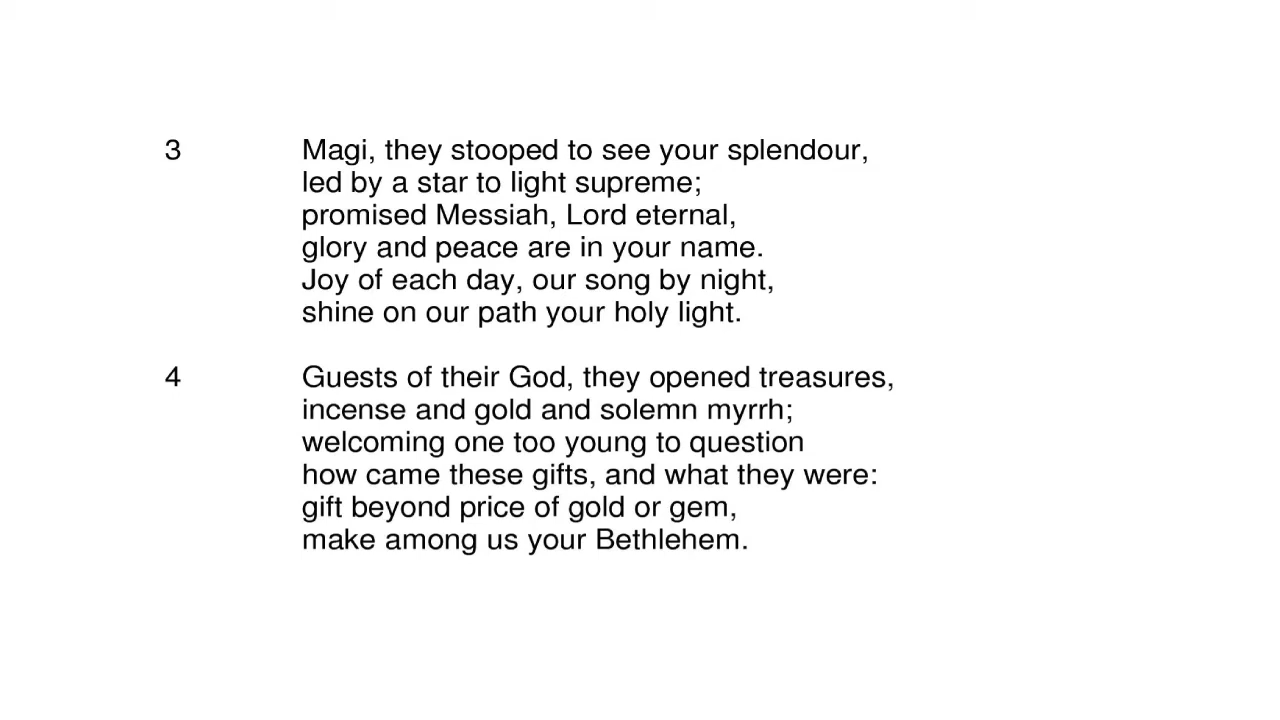 3 Magi, they stooped to see your splendour,
led by a star to light supreme;
promised Messiah, Lord eternal,
glory and peace are in your name.
Joy of each day, our song by night,
shine on our path your holy light.
4 Guests of their God, they opened treasures,
incense and gold and solemn myrrh;
welcoming one too young to question
how came these gifts, and what they were:
gift beyond price of gold or gem,
make among us your Bethlehem.